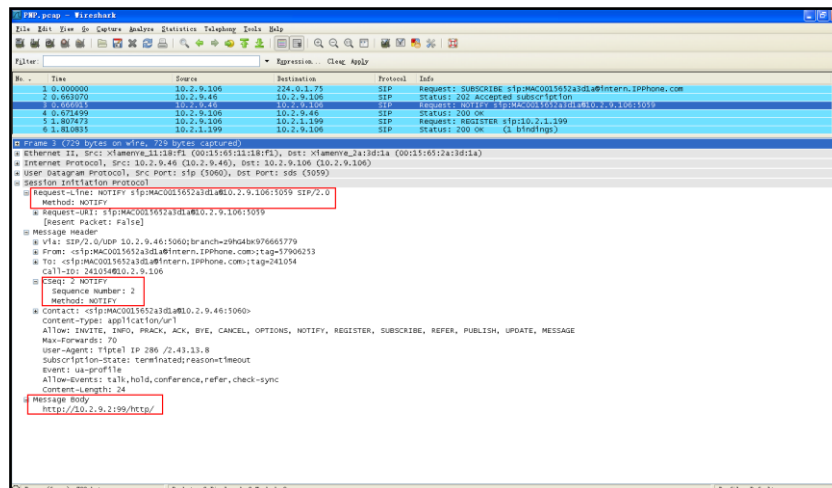 PNP.pcap - Wireshark
File Edit View Go Capture Analyze Statistics Telephony Tools Help
Filter: Expression... Clear Apply
No. . Time Source Destination Protocol Info
1 0.000000 10.2.9.106 224.0.1.75 SIP Request: SUBSCRIBE sip:MAC0015652a3d1a@intern.IPPhone.com
2 0.663070 10.2.9.46 10.2.9.106 SIP Status: 202 Accepted subscription
3 0.666915 10.2.9.46 10.2.9.106 SIP Request: NOTIFY sip:MAC0015652a3d1a@10.2.9.106:5059
4 0.671499 10.2.9.106 10.2.9.46 SIP Status: 200 OK
5 1.807473 10.2.9.106 10.2.1.199 SIP Request: REGISTER sip:10.2.1.199
6 1.810835 10.2.1.199 10.2.9.106 SIP Status: 200 OK (1 bindings)
Frame 3 (729 bytes on wire, 729 bytes captured)
Ethernet II, Src: XiamenYe_11:18:f1 (00:15:65:11:18:f1), Dst: XiamenYe_2a:3d:1a (00:15:65:2a:3d:1a)
Internet Protocol, Src: 10.2.9.46 (10.2.9.46), Dst: 10.2.9.106 (10.2.9.106)
User Datagram Protocol, Src Port: sip (5060), Dst Port: sds (5059)
Session Initiation Protocol
Request-Line: NOTIFY sip:MAC0015652a3d1a@10.2.9.106:5059 SIP/2.0
Method: NOTIFY
Request-URI: sip:MAC0015652a3d1a@10.2.9.106:5059
[Resent Packet: False]
Message Header
Via: SIP/2.0/UDP 10.2.9.46:5060;branch=z9hG4bK976665779
From: <sip:MAC0015652a3d1a@intern.IPPhone.com>;tag=57906253
To: <sip:MAC0015652a3d1a@intern.IPPhone.com>;tag=241054
Call-ID: 241054@10.2.9.106
CSeq: 2 NOTIFY
Sequence Number: 2
Method: NOTIFY
Contact: <sip:MAC0015652a3d1a@10.2.9.46:5060>
Content-Type: application/url
Allow: INVITE, INFO, PRACK, ACK, BYE, CANCEL, OPTIONS, NOTIFY, REGISTER, SUBSCRIBE, REFER, PUBLISH, UPDATE, MESSAGE
Max-Forwards: 70
User-Agent: Tiptel IP 286 /2.43.13.8
Subscription-State: terminated;reason=timeout
Event: ua-profile
Allow-Events: talk,hold,conference,refer,check-sync
Content-Length: 24
Message Body
http://10.2.9.2:99/http/